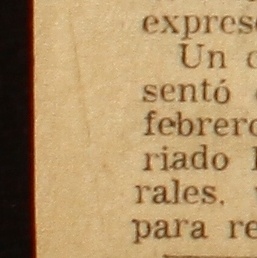 expres
Un
sentó
febrero
riado
rales.
para re